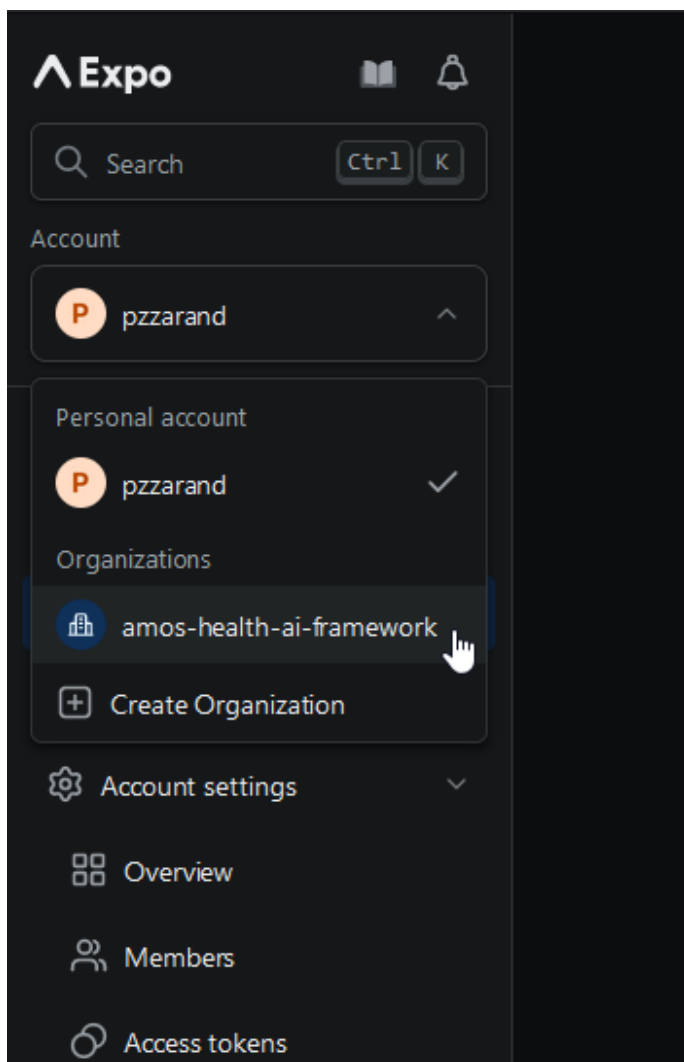 Expo
Search Ctrl K
Account
P pzzarand
Personal account
P pzzarand
Organizations
amos-health-ai-framework
Create Organization
Account settings
Overview
Members
Access tokens